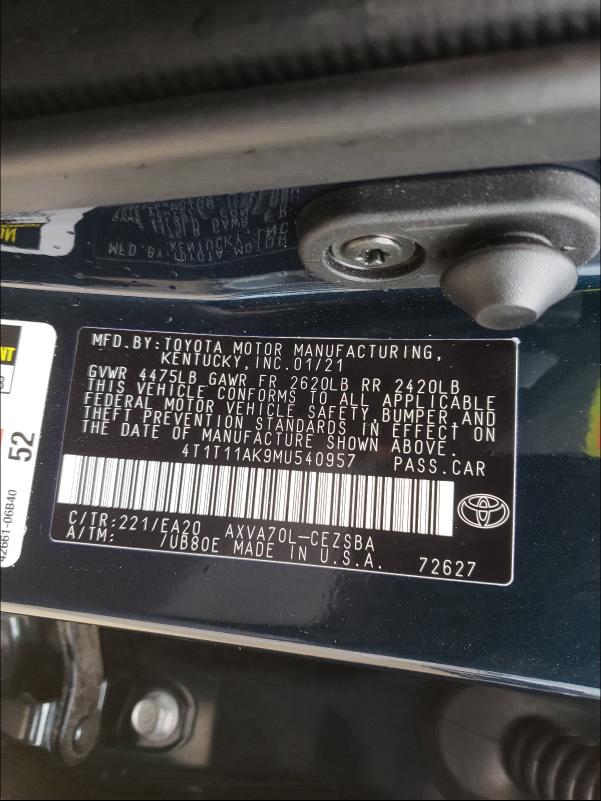 MFD.BY:TOYOTA MOTOR MANUFACTURING,
KENTUCKY, INC.01/21
GVWR 4475LB GAWR FR 2620LB RR 2420LB
THIS VEHICLE CONFORMS TO ALL APPLICABLE
FEDERAL MOTOR VEHICLE SAFETY,BUMPER,AND
THEFT PREVENTION STANDARDS IN EFFECT ON
THE DATE OF MANUFACTURE SHOWN ABOVE.
4T1T11AK9MU540957 PASS.CAR
C/TR:221/EA20 AXVA70L-CEZSBA
A/TM: /UB80E MADE IN U.S.A. 72627
52
42661-06B40